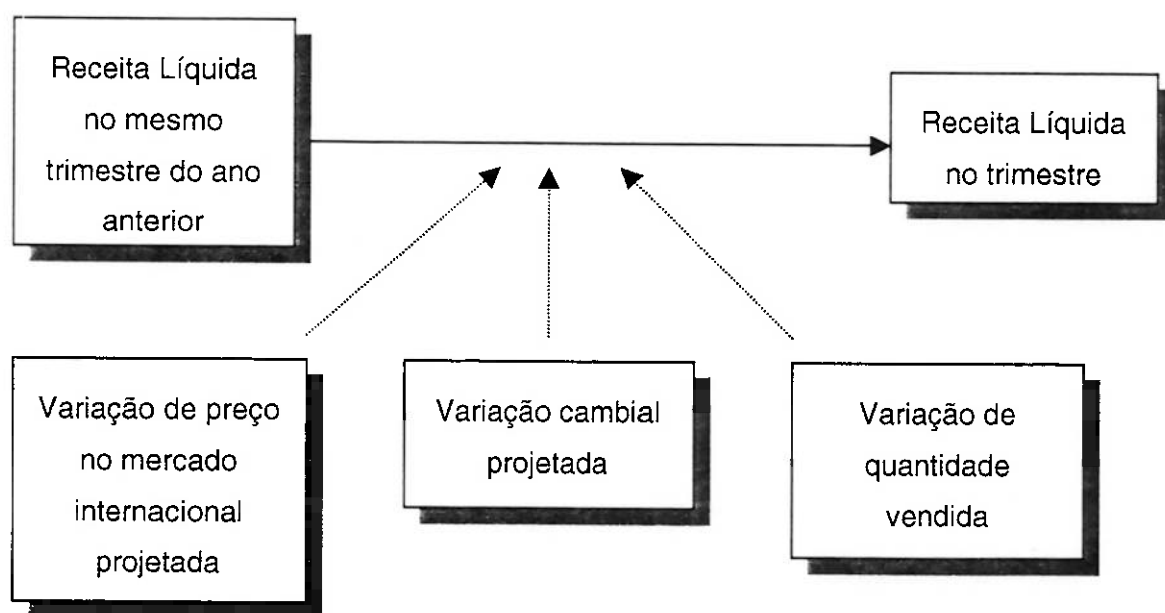 Receita Líquida
no mesmo
trimestre do ano
anterior
Receita Líquida
no trimestre
Variação de preço
no mercado
internacional
projetada
Variação cambial
projetada
Variação de
quantidade
vendida